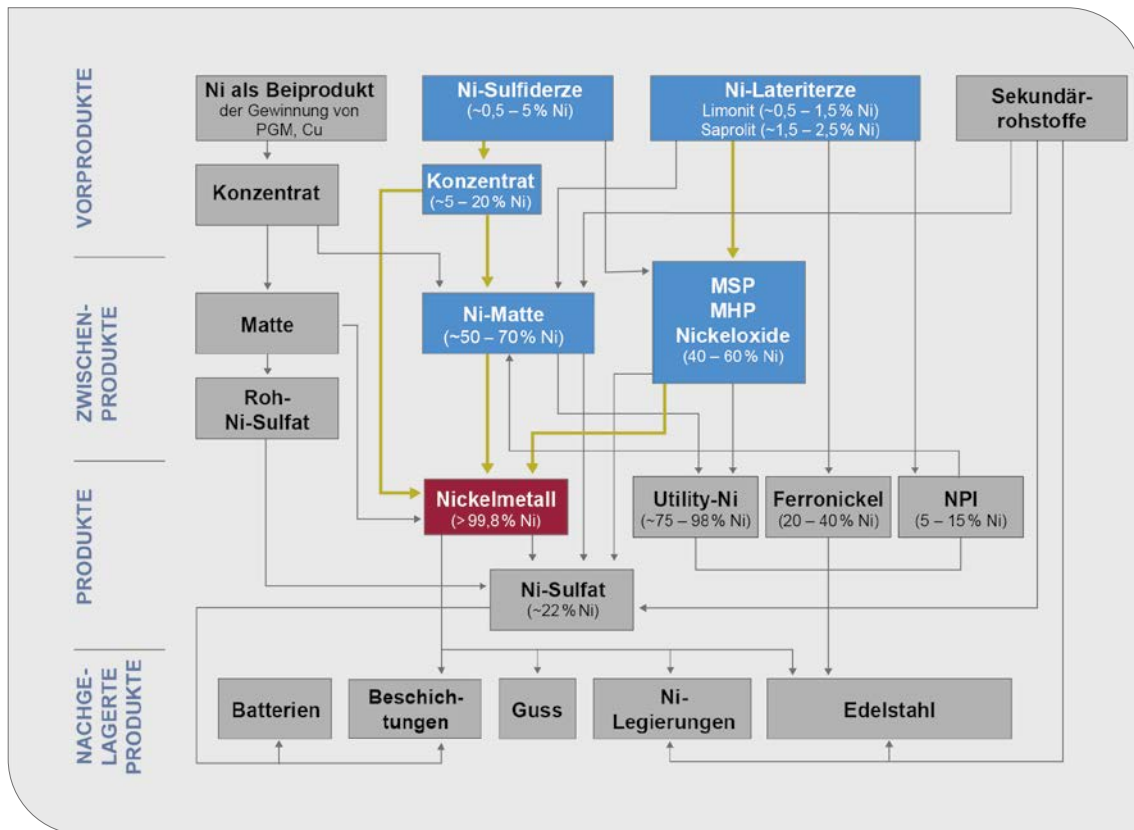 VORPRODUKTE
Ni als Beiprodukt
der Gewinnung von
PGM, Cu
Ni-Sulfiderze
(~0,5 – 5 % Ni)
Ni-Lateriterze
Limonit (~0,5 – 1,5 % Ni)
Saprolit (~1,5 – 2,5 % Ni)
Sekundär-
rohstoffe
Konzentrat
Konzentrat
(~5 – 20 % Ni)
ZWISCHEN-
PRODUKTE
Matte
Ni-Matte
(~50 – 70 % Ni)
MSP
MHP
Nickeloxide
(40 – 60 % Ni)
Roh-
Ni-Sulfat
PRODUKTE
Nickelmetall
(> 99,8 % Ni)
Utility-Ni
(~75 – 98 % Ni)
Ferronickel
(20 – 40 % Ni)
NPI
(5 – 15 % Ni)
Ni-Sulfat
(~22 % Ni)
NACHGE-
LAGERTE
PRODUKTE
Batterien
Beschich-
tungen
Guss
Ni-
Legierungen
Edelstahl